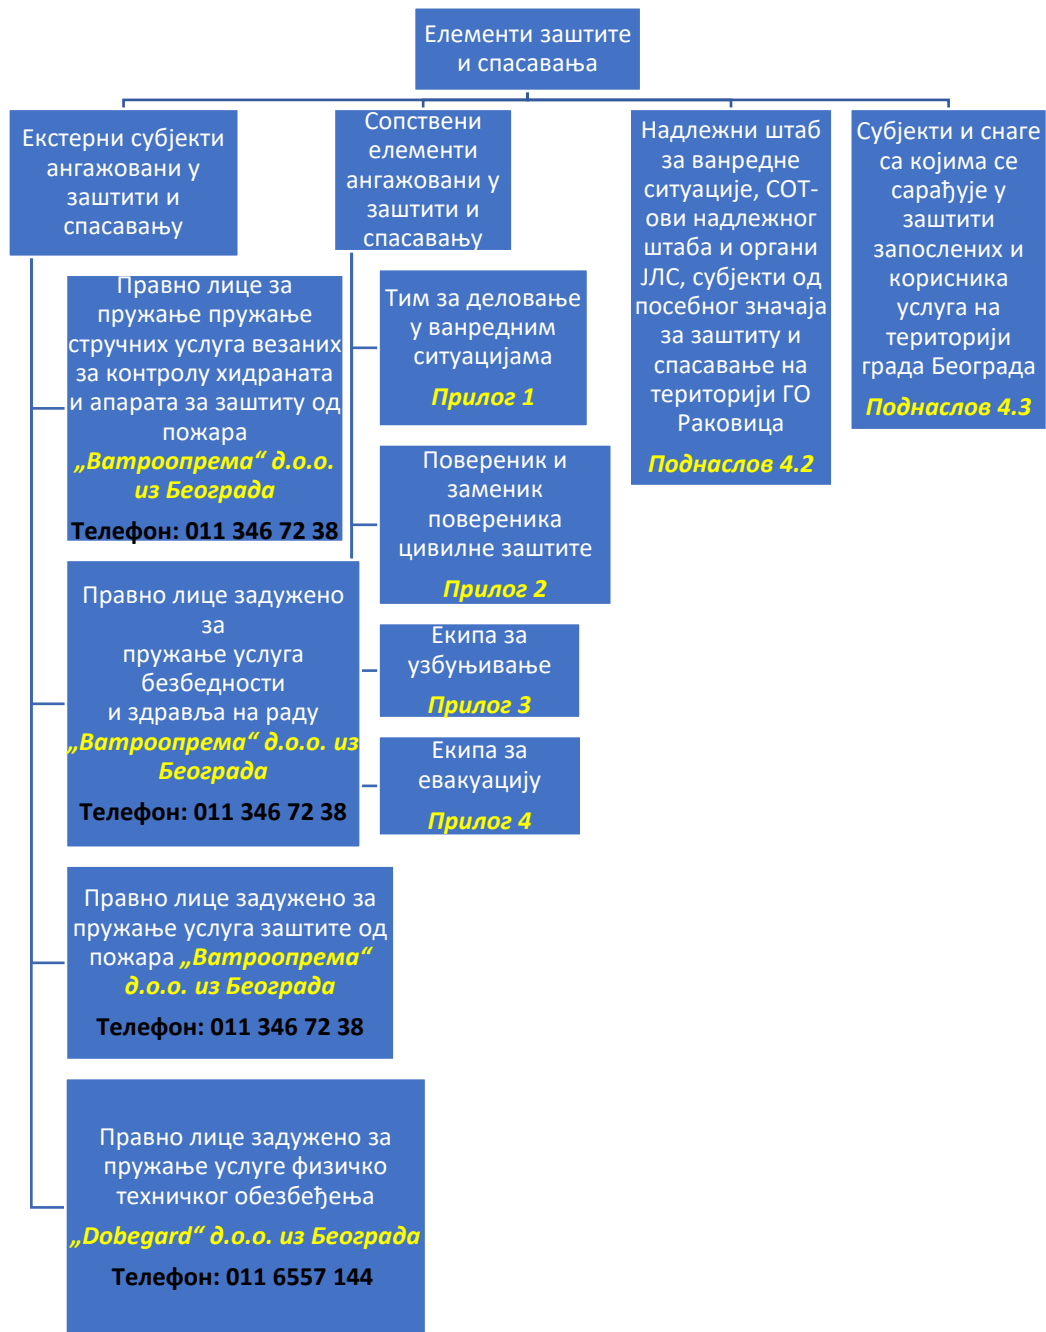 Елементи заштите
и спасавања
Екстерни субјекти
ангажовани у
заштити и
спасавању
Сопствени
елементи
ангажовани у
заштити и
спасавању
Надлежни штаб
за ванредне
ситуације, СОТ-
ови надлежног
штаба и органи
ЈЛС, субјекти од
посебног значаја
за заштиту и
спасавање на
територији ГО
Раковица
Поднаслов 4.2
Субјекти и снаге
са којима се
сарађује у
заштити
запослених и
корисника
услуга на
територији
града Београда
Поднаслов 4.3
Правно лице за
пружање пружање
стручних услуга везаних
за контролу хидраната
и апарата за заштиту од
пожара
„Ватроопрема“ д.о.о.
из Београда
Телефон: 011 346 72 38
Правно лице задужено
за
пружање услуга
безбедности
и здравља на раду
„Ватроопрема“ д.о.о. из
Београда
Телефон: 011 346 72 38
Правно лице задужено за
пружање услуга заштите од
пожара „Ватроопрема“
д.о.о. из Београда
Телефон: 011 346 72 38
Правно лице задужено за
пружање услуге физичко
техничког обезбеђења
„Dobegard“ д.о.о. из Београда
Телефон: 011 6557 144
Тим за деловање
у ванредним
ситуацијама
Прилог 1
Повереник и
заменик
повереника
цивилне заштите
Прилог 2
Екипа за
узбуњивање
Прилог 3
Екипа за
евакуацију
Прилог 4